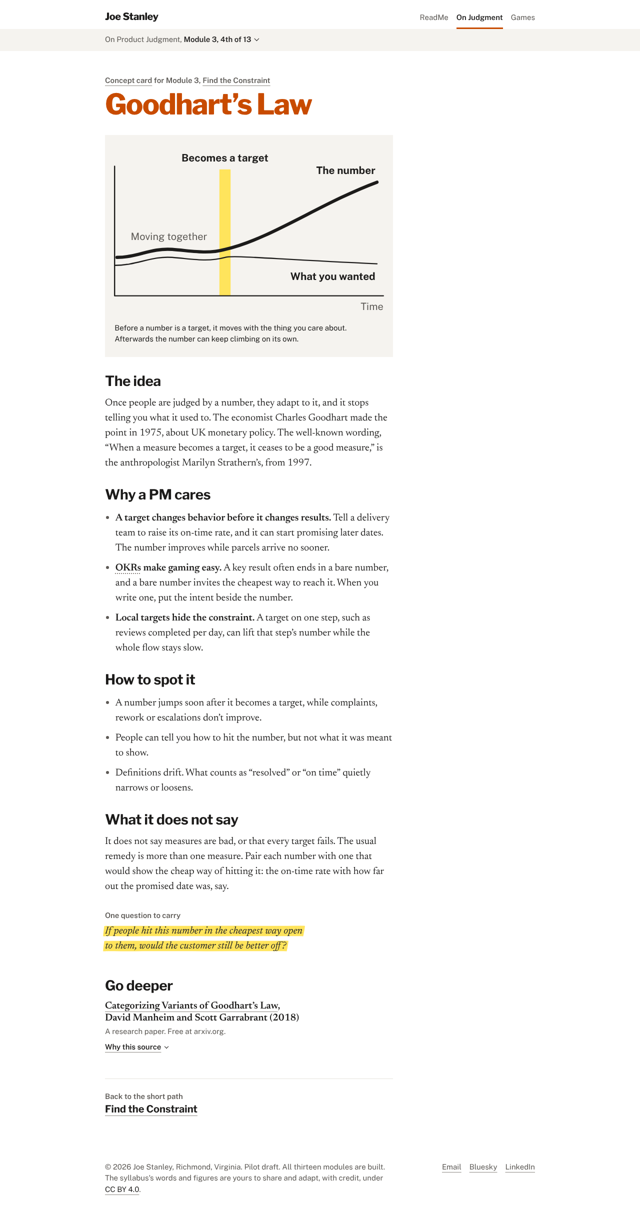 Joe Stanley
ReadMe On Judgment Games
On Product Judgment, Module 3, 4th of 13
Concept card for Module 3, Find the Constraint
Goodhart’s Law
Becomes a target
The number
Moving together
What you wanted
Time
Before a number is a target, it moves with the thing you care about.
Afterwards the number can keep climbing on its own.
The idea
Once people are judged by a number, they adapt to it, and it stops
telling you what it used to. The economist Charles Goodhart made the
point in 1975, about UK monetary policy. The well-known wording,
“When a measure becomes a target, it ceases to be a good measure,” is
the anthropologist Marilyn Strathern’s, from 1997.
Why a PM cares
A target changes behavior before it changes results. Tell a delivery
team to raise its on-time rate, and it can start promising later dates.
The number improves while parcels arrive no sooner.
OKRs make gaming easy. A key result often ends in a bare number,
and a bare number invites the cheapest way to reach it. When you
write one, put the intent beside the number.
Local targets hide the constraint. A target on one step, such as
reviews completed per day, can lift that step’s number while the
whole flow stays slow.
How to spot it
A number jumps soon after it becomes a target, while complaints,
rework or escalations don’t improve.
People can tell you how to hit the number, but not what it was meant
to show.
Definitions drift. What counts as “resolved” or “on time” quietly
narrows or loosens.
What it does not say
It does not say measures are bad, or that every target fails. The usual
remedy is more than one measure. Pair each number with one that
would show the cheap way of hitting it: the on-time rate with how far
out the promised date was, say.
One question to carry
If people hit this number in the cheapest way open
to them, would the customer still be better off?
Go deeper
Categorizing Variants of Goodhart’s Law,
David Manheim and Scott Garrabrant (2018)
A research paper. Free at arxiv.org.
Why this source
Back to the short path
Find the Constraint
© 2026 Joe Stanley, Richmond, Virginia. Pilot draft. All thirteen modules are built.
The syllabus’s words and figures are yours to share and adapt, with credit, under
CC BY 4.0.
Email Bluesky LinkedIn